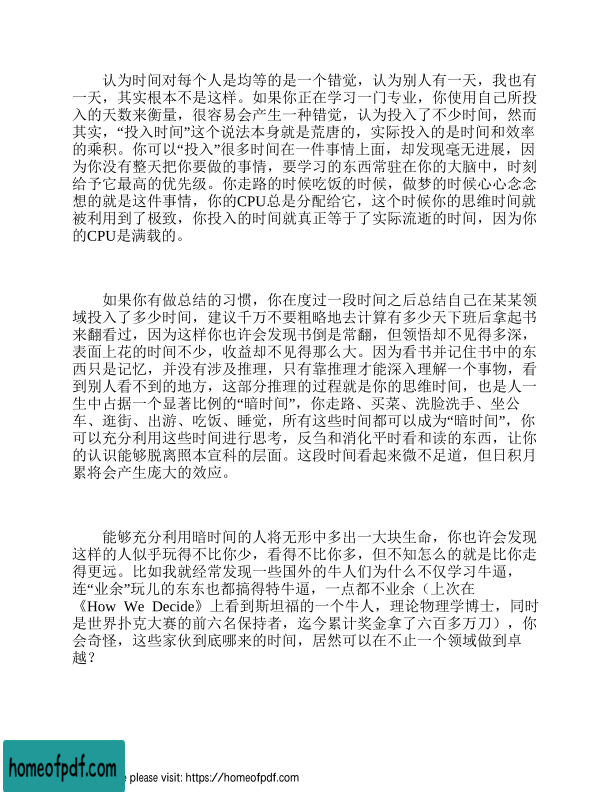 认为时间对每个人是均等的是一个错觉，认为别人有一天，我也有
一天，其实根本不是这样。如果你正在学习一门专业，你使用自己所投
入的天数来衡量，很容易会产生一种错觉，认为投入了不少时间，然而
其实，“投入时间”这个说法本身就是荒唐的，实际投入的是时间和效率
的乘积。你可以“投入”很多时间在一件事情上面，却发现毫无进展，因
为你没有整天把你要做的事情，要学习的东西常驻在你的大脑中，时刻
给予它最高的优先级。你走路的时候吃饭的时候，做梦的时候心心念念
想的就是这件事情，你的CPU总是分配给它，这个时候你的思维时间就
被利用到了极致，你投入的时间就真正等于了实际流逝的时间，因为你
的CPU是满载的。
如果你有做总结的习惯，你在度过一段时间之后总结自己在某某领
域投入了多少时间，建议千万不要粗略地去计算有多少天下班后拿起书
来翻看过，因为这样你也许会发现书倒是常翻，但领悟却不见得多深，
表面上花的时间不少，收益却不见得那么大。因为看书并记住书中的东
西只是记忆，并没有涉及推理，只有靠推理才能深入理解一个事物，看
到别人看不到的地方，这部分推理的过程就是你的思维时间，也是人一
生中占据一个显著比例的“暗时间”，你走路、买菜、洗脸洗手、坐公
车、逛街、出游、吃饭、睡觉，所有这些时间都可以成为“暗时间”，你
可以充分利用这些时间进行思考，反刍和消化平时看和读的东西，让你
的认识能够脱离照本宣科的层面。这段时间看起来微不足道，但日积月
累将会产生庞大的效应。
能够充分利用暗时间的人将无形中多出一大块生命，你也许会发现
这样的人似乎玩得不比你少，看得不比你多，但不知怎么的就是比你走
得更远。比如我就经常发现一些国外的牛人们为什么不仅学习牛逼，
连“业余”玩儿的东东也都搞得特牛逼，一点都不业余（上次在
《How We Decide》上看到斯坦福的一个牛人，理论物理学博士，同时
是世界扑克大赛的前六名保持者，迄今累计奖金拿了六百多万刀），你
会奇怪，这些家伙到底哪来的时间，居然可以在不止一个领域做到卓
越？
homeofpdf.com
please visit: https://homeofpdf.com